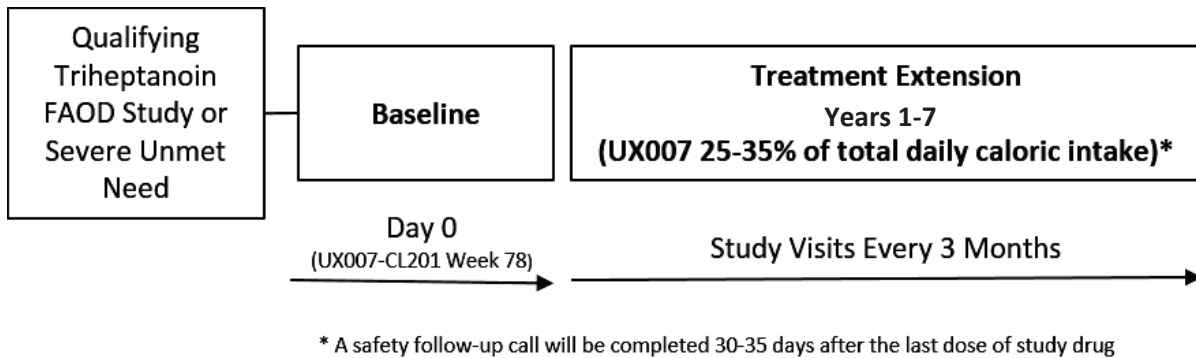 Qualifying
Triheptanoin
FAOD Study or
Severe Unmet
Need
Baseline
Treatment Extension
Years 1-7
(UX007 25-35% of total daily caloric intake)*
Day 0
(UX007-CL201 Week 78)
Study Visits Every 3 Months
* A safety follow-up call will be completed 30-35 days after the last dose of study drug